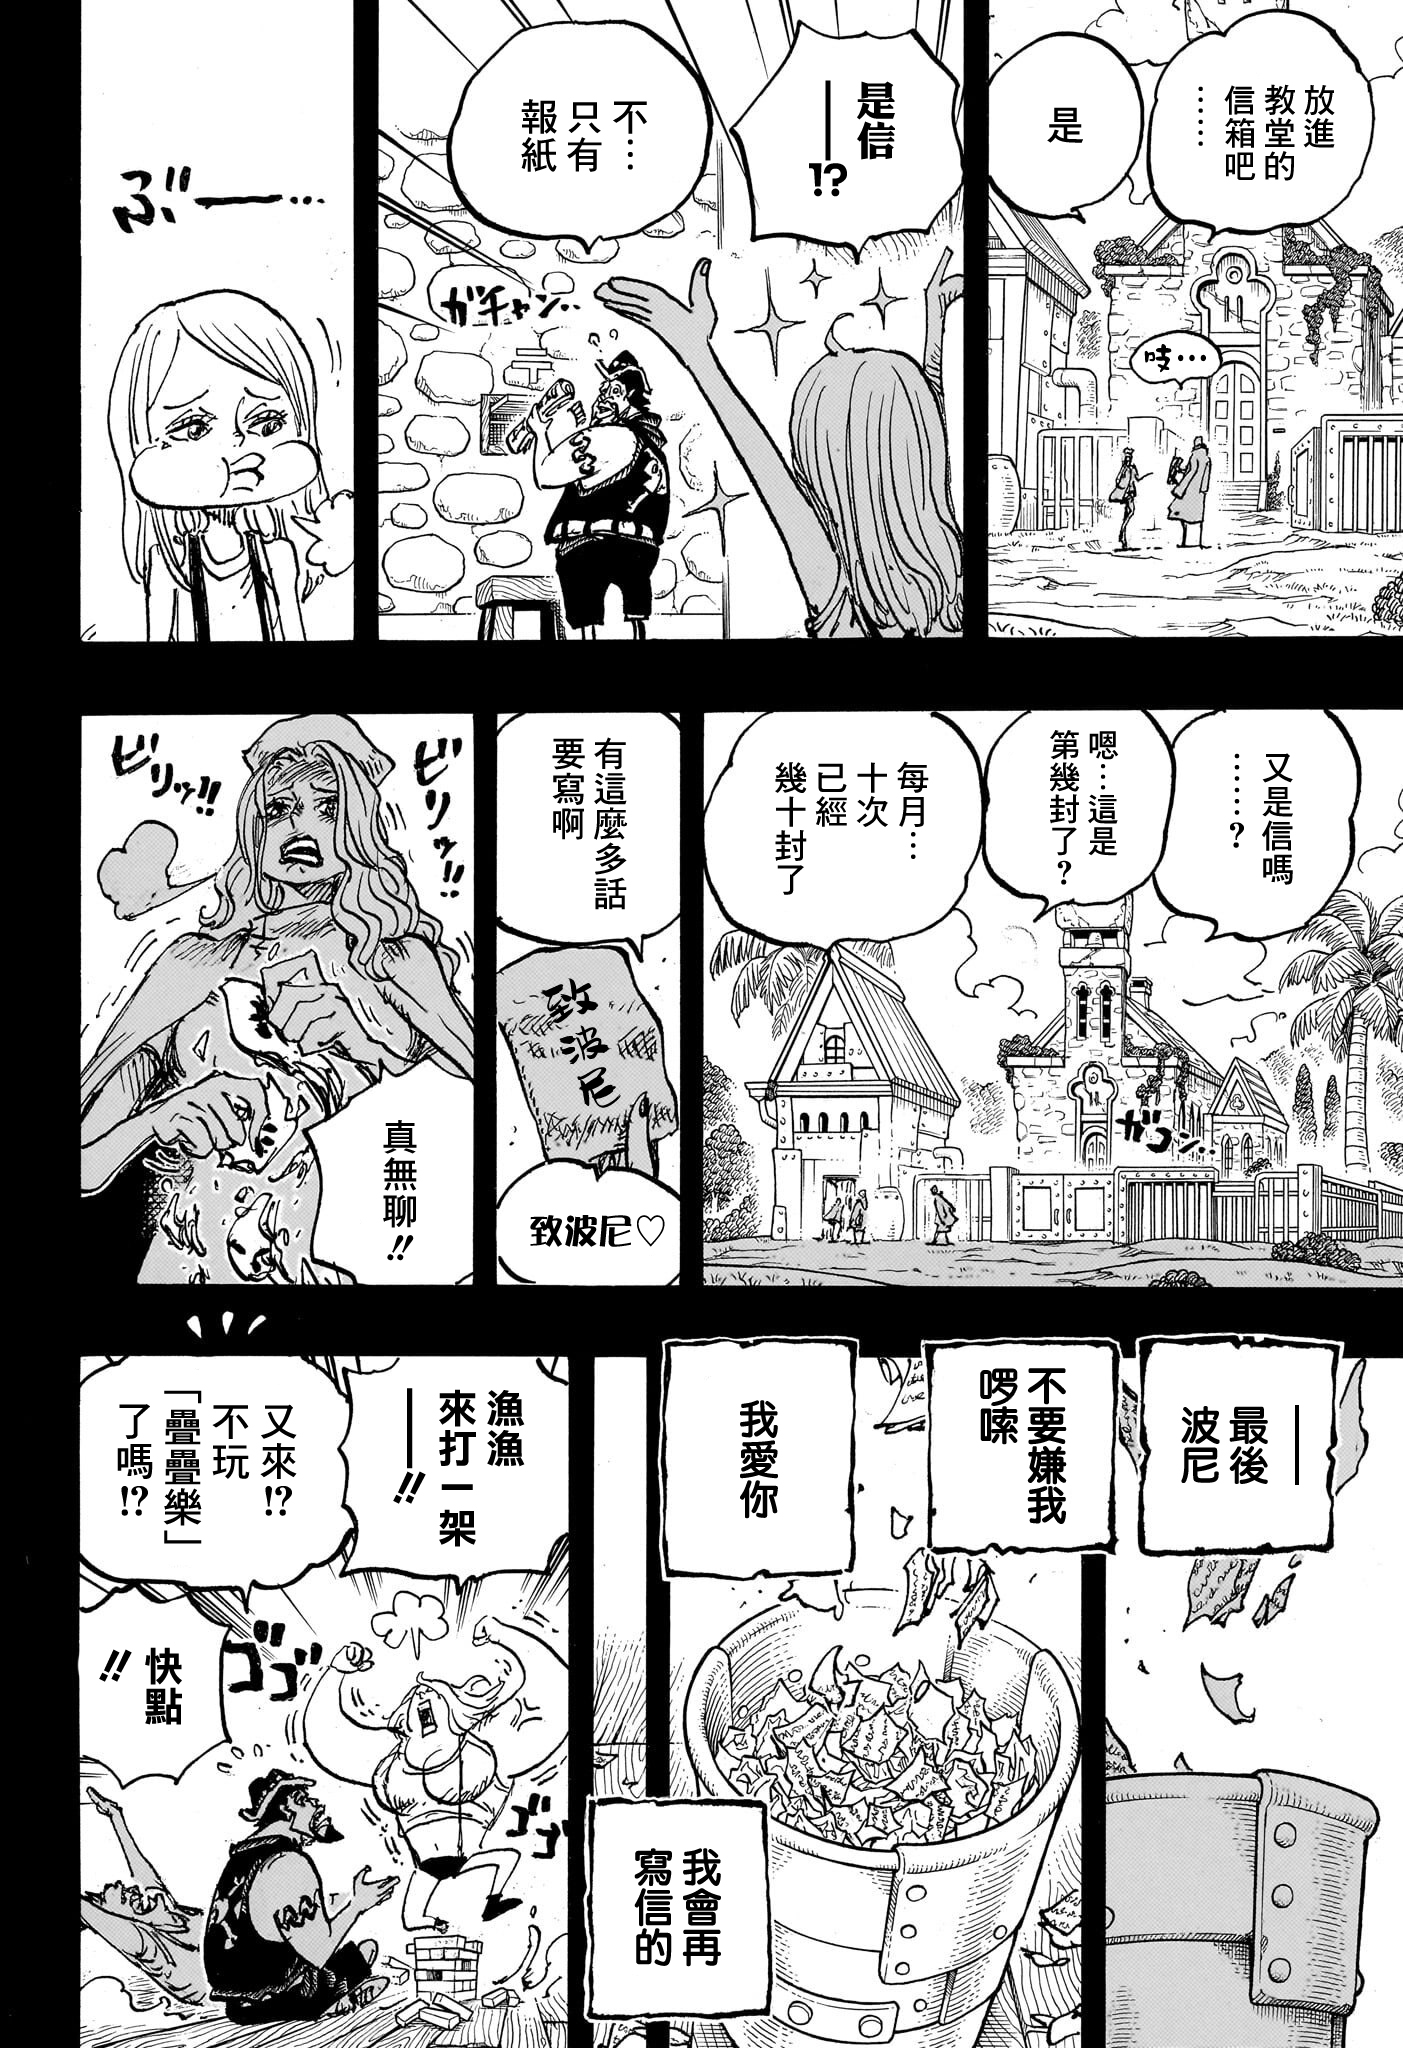 放進
教堂的
信箱吧
……
是
吱…
是信
──!?
不…
只有
報紙
ガチャン…
ぶー…
又是信嗎
……?
嗯…這是
第幾封了?
每月…
十次
已經
幾十封了
ガコン…
有這麼多話
要寫啊
致波尼
致波尼♡
ビリッ!!
ビリッ!!
真無聊!!
──
最後
波尼
不要嫌我
啰嗦
我愛你
我會再
寫信的
漁漁
來打一架
──!!
又來!?
不玩
「疊疊樂」
了嗎!?
快點
!!
ゴゴ
ゴゴ